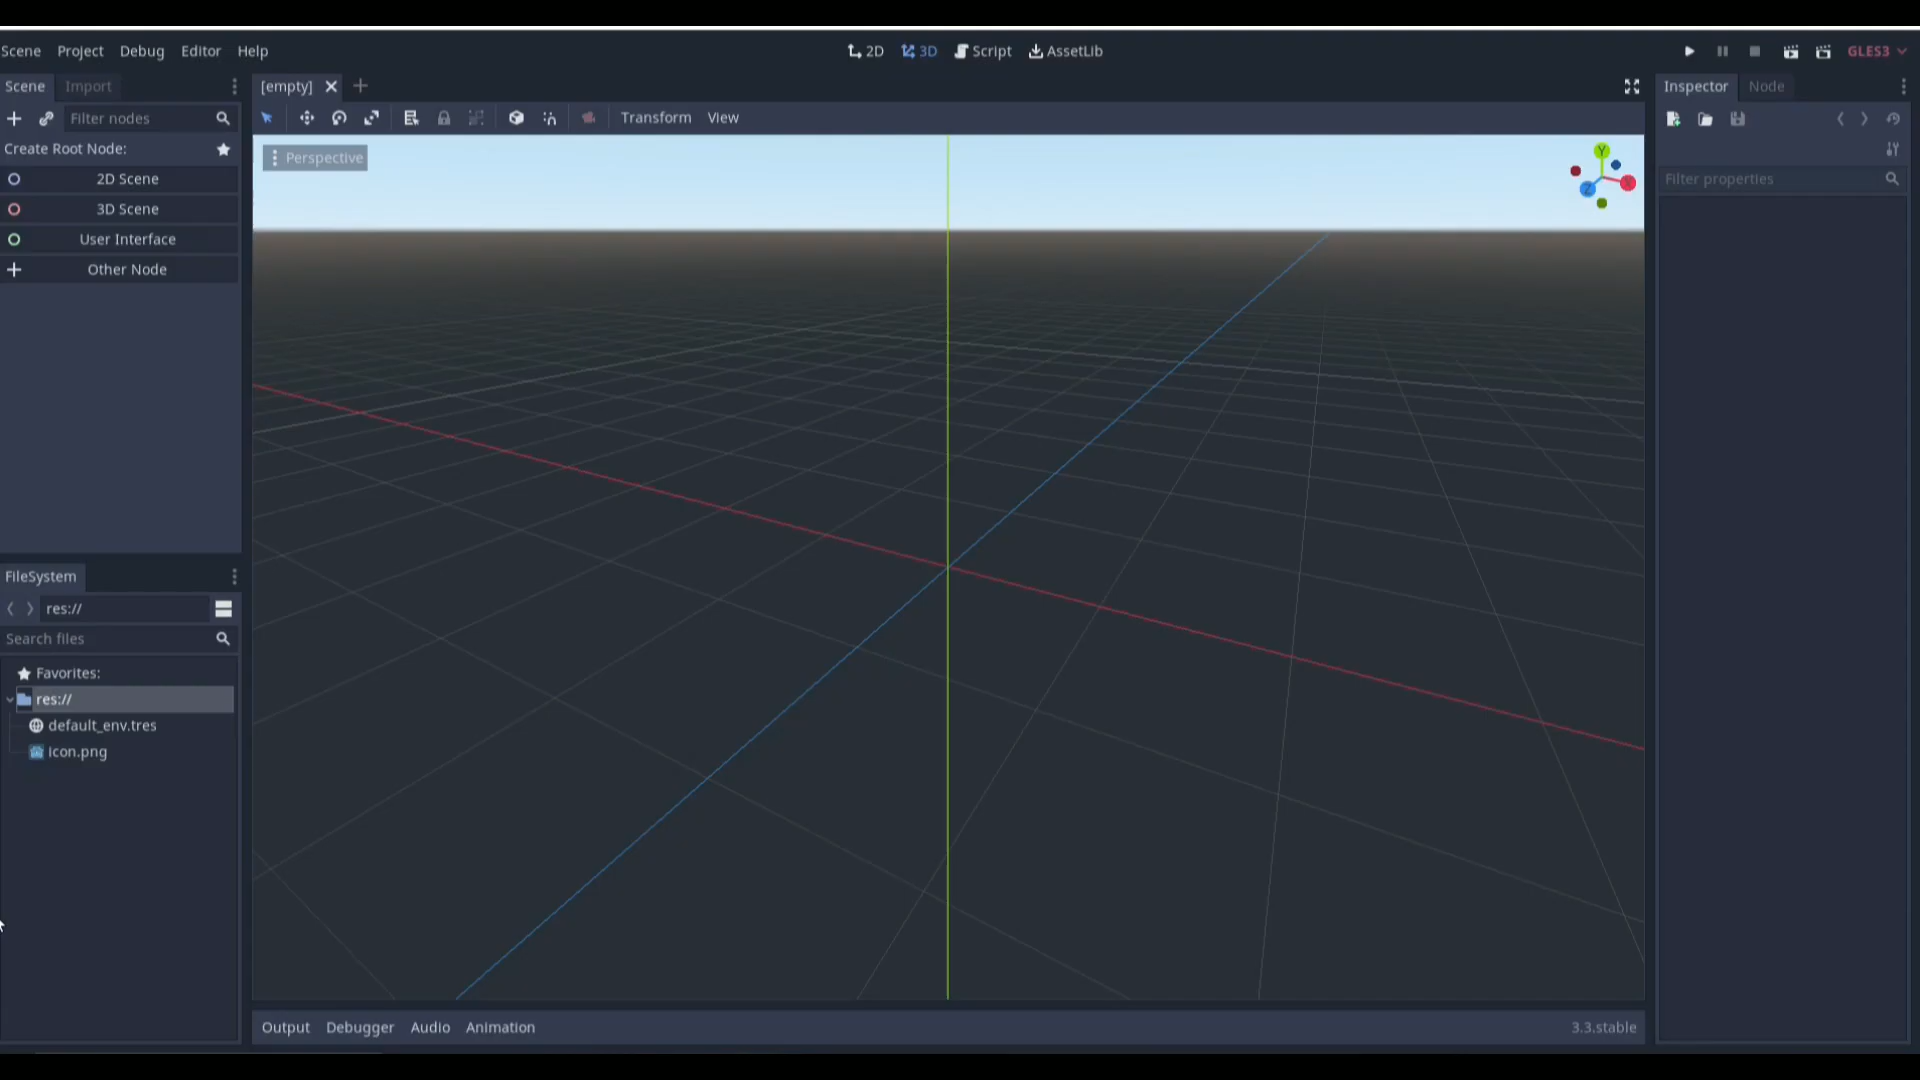 Scene Project Debug Editor Help
2D 3D Script AssetLib
GLES3
Scene Import
[empty]
Inspector Node
Filter nodes
Transform View
Create Root Node:
Perspective
Y
X
Z
2D Scene
Filter properties
3D Scene
User Interface
Other Node
FileSystem
res://
Search files
Favorites:
res://
default_env.tres
icon.png
Output Debugger Audio Animation
3.3.stable